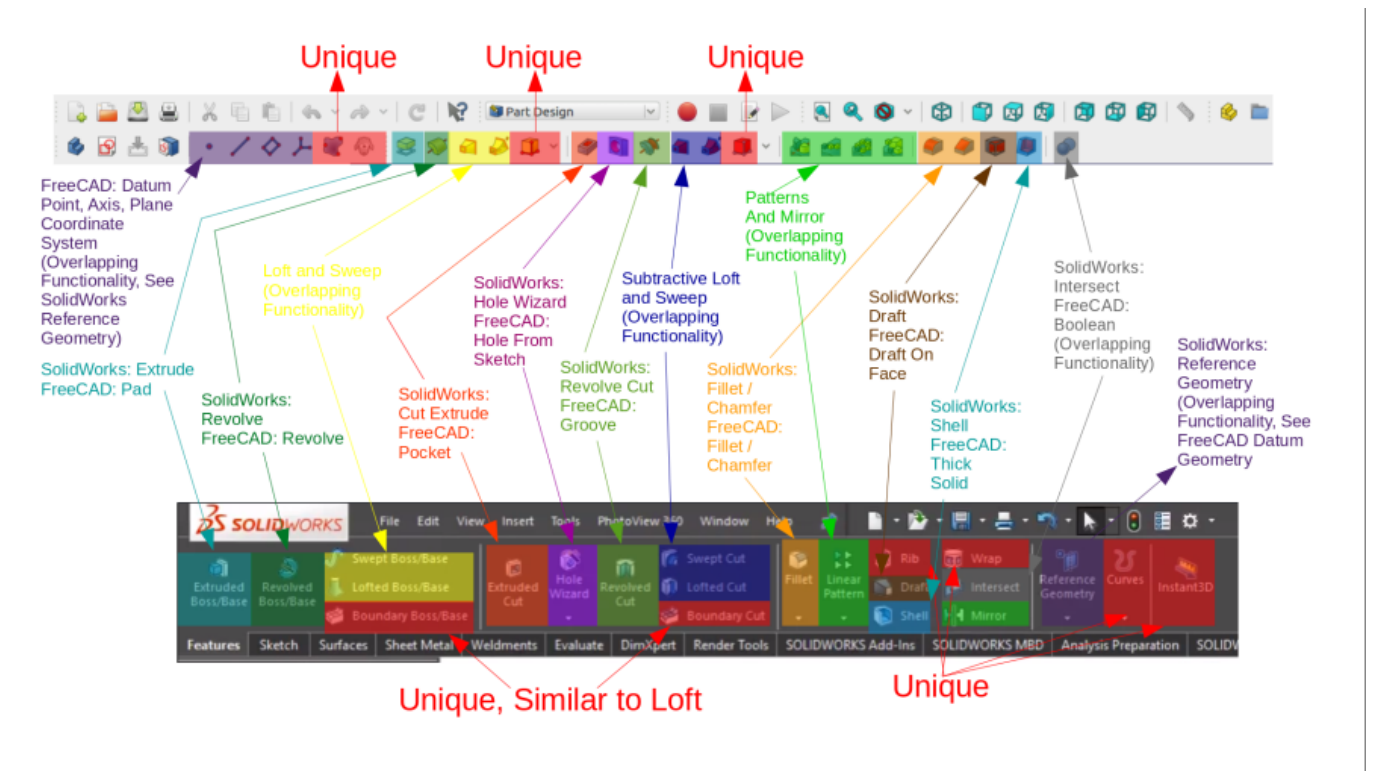 Unique
Unique
Unique
Part Design
FreeCAD: Datum
Point, Axis, Plane
Coordinate
System
(Overlapping
Functionality, See
SolidWorks
Reference
Geometry)
SolidWorks: Extrude
FreeCAD: Pad
SolidWorks:
Revolve
FreeCAD: Revolve
Loft and Sweep
(Overlapping
Functionality)
SolidWorks:
Cut Extrude
FreeCAD:
Pocket
SolidWorks:
Hole Wizard
FreeCAD:
Hole From
Sketch
SolidWorks:
Revolve Cut
FreeCAD:
Groove
Subtractive Loft
and Sweep
(Overlapping
Functionality)
Patterns
And Mirror
(Overlapping
Functionality)
SolidWorks:
Fillet /
Chamfer
FreeCAD:
Fillet /
Chamfer
SolidWorks:
Draft
FreeCAD:
Draft On
Face
SolidWorks:
Shell
FreeCAD:
Thick
Solid
SolidWorks:
Intersect
FreeCAD:
Boolean
(Overlapping
Functionality)
SolidWorks:
Reference
Geometry
(Overlapping
Functionality, See
FreeCAD Datum
Geometry
SOLIDWORKS
File Edit View Insert Tools PhotoView 360 Window Help
Extruded
Boss/Base
Revolved
Boss/Base
Swept Boss/Base
Lofted Boss/Base
Boundary Boss/Base
Extruded
Cut
Hole
Wizard
Revolved
Cut
Swept Cut
Lofted Cut
Boundary Cut
Fillet
Linear
Pattern
Rib
Draft
Shell
Wrap
Intersect
Mirror
Reference
Geometry
Curves
Instant3D
Features Sketch Surfaces Sheet Metal Weldments Evaluate DimXpert Render Tools SOLIDWORKS Add-Ins SOLIDWORKS MBD Analysis Preparation SOLIDW
Unique, Similar to Loft
Unique